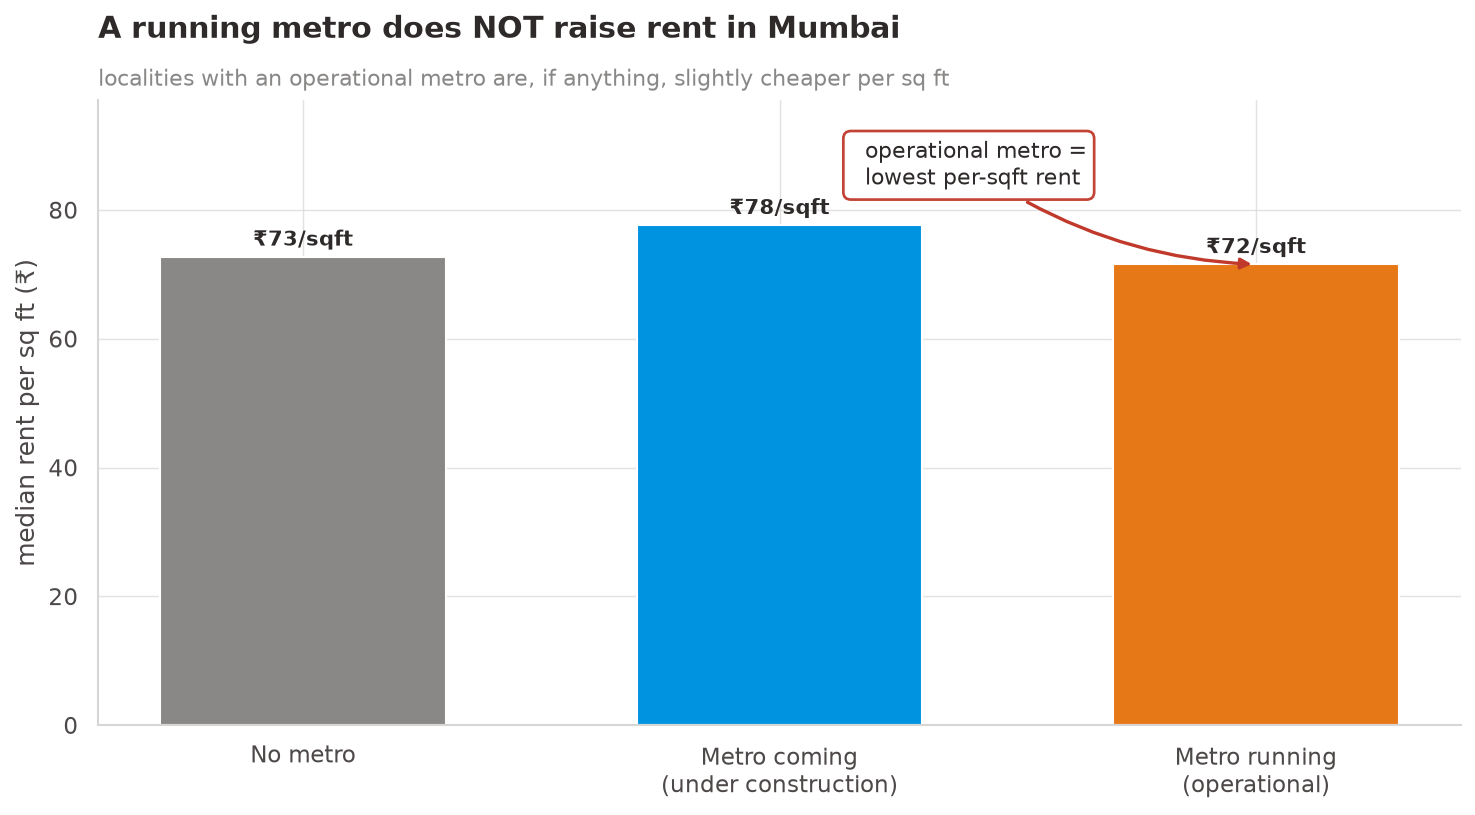 A running metro does NOT raise rent in Mumbai
localities with an operational metro are, if anything, slightly cheaper per sq ft
operational metro =
lowest per-sqft rent
₹73/sqft
₹78/sqft
₹72/sqft
median rent per sq ft (₹)
80
60
40
20
0
No metro
Metro coming
(under construction)
Metro running
(operational)